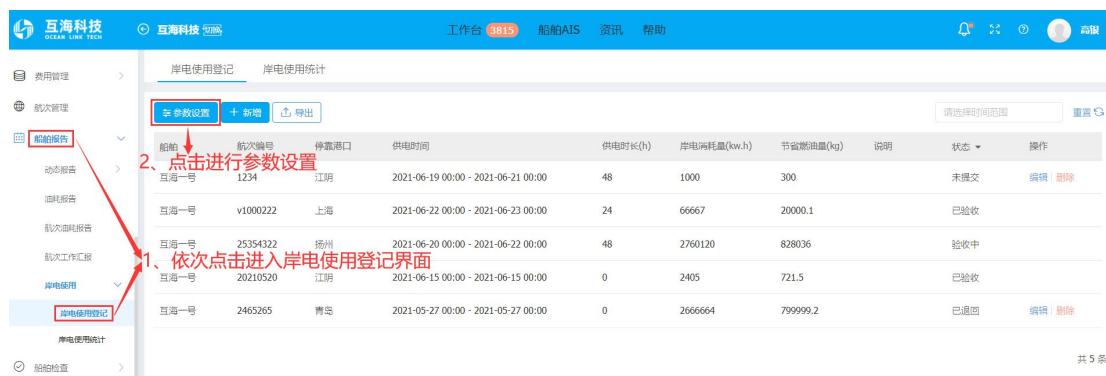 互海科技
OCEAN LINK TECH
互海科技 切换
工作台 3815 船舶AIS 资讯 帮助
高银
费用管理
航次管理
船舶报告
动态报告
油耗报告
航次油耗报告
航次工作汇报
岸电使用
岸电使用登记
岸电使用统计
船舶检查
岸电使用登记 岸电使用统计
参数设置 + 新增 导出
请选择时间范围 重置
船舶 航次编号 停靠港口 供电时间 供电时长(h) 岸电消耗量(kw.h) 节省燃油量(kg) 说明 状态 操作
2、点击进行参数设置
互海一号 1234 江阴 2021-06-19 00:00 - 2021-06-21 00:00 48 1000 300 未提交 编辑 删除
互海一号 v1000222 上海 2021-06-22 00:00 - 2021-06-23 00:00 24 66667 20000.1 已验收
互海一号 25354322 扬州 2021-06-20 00:00 - 2021-06-22 00:00 48 2760120 828036 验收中
1、依次点击进入岸电使用登记界面
互海一号 20210520 江阴 2021-06-15 00:00 - 2021-06-15 00:00 0 2405 721.5 已验收
互海一号 2465265 青岛 2021-05-27 00:00 - 2021-05-27 00:00 0 2666664 799999.2 已退回 编辑 删除
共 5 条